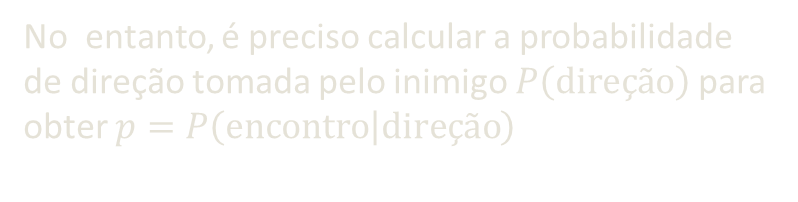 No entanto, é preciso calcular a probabilidade
de direção tomada pelo inimigo P(direção) para
obter p = P(encontro|direção)